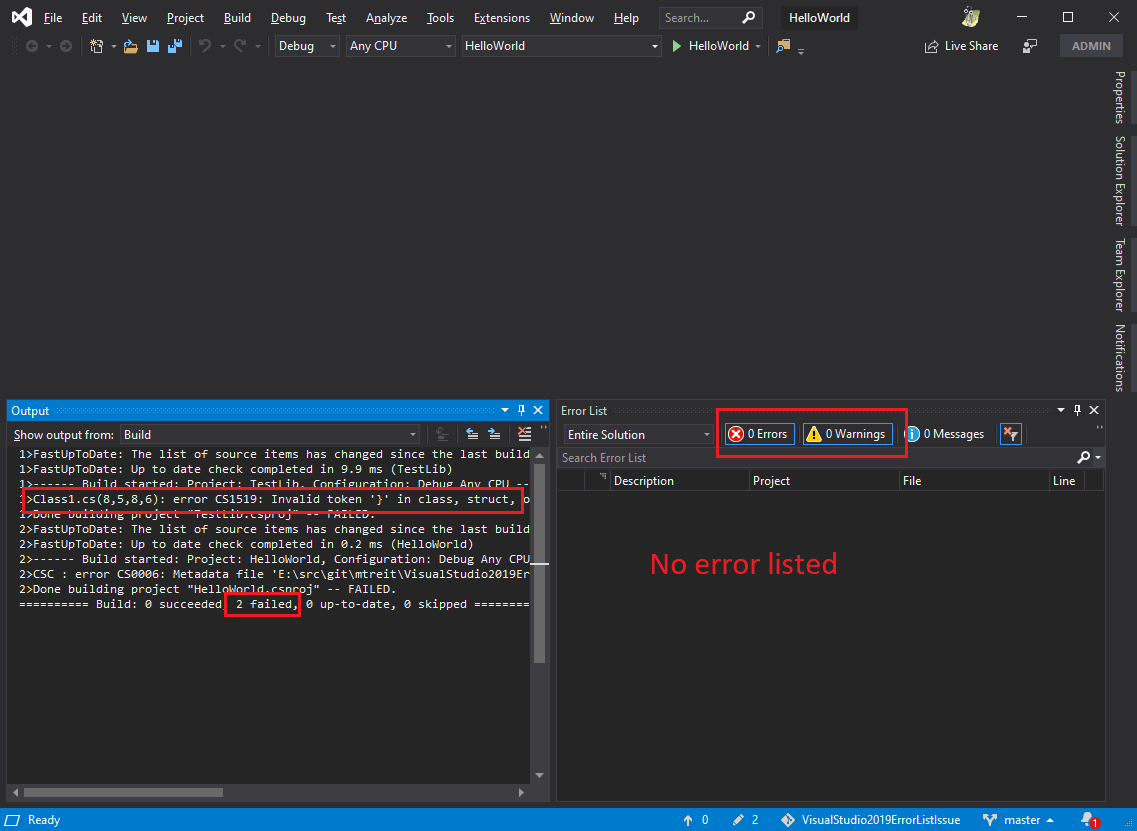 File Edit View Project Build Debug Test Analyze Tools Extensions Window Help Search... HelloWorld
Debug Any CPU HelloWorld HelloWorld Live Share ADMIN
Properties
Solution Explorer
Team Explorer
Notifications
Output
Show output from: Build
1>FastUpToDate: The list of source items has changed since the last build
1>FastUpToDate: Up to date check completed in 9.9 ms (TestLib)
1>------ Build started: Project: TestLib, Configuration: Debug Any CPU --
1>Class1.cs(8,5,8,6): error CS1519: Invalid token '}' in class, struct, o
1>Done building project "TestLib.csproj" -- FAILED.
2>FastUpToDate: The list of source items has changed since the last build
2>FastUpToDate: Up to date check completed in 0.2 ms (HelloWorld)
2>------ Build started: Project: HelloWorld, Configuration: Debug Any CPU
2>CSC : error CS0006: Metadata file 'E:\src\git\mtreit\VisualStudio2019Er
2>Done building project "HelloWorld.csproj" -- FAILED.
========== Build: 0 succeeded, 2 failed, 0 up-to-date, 0 skipped ========
Error List
Entire Solution 0 Errors 0 Warnings 0 Messages
Search Error List
Description Project File Line
No error listed
Ready 0 2 VisualStudio2019ErrorListIssue master 1